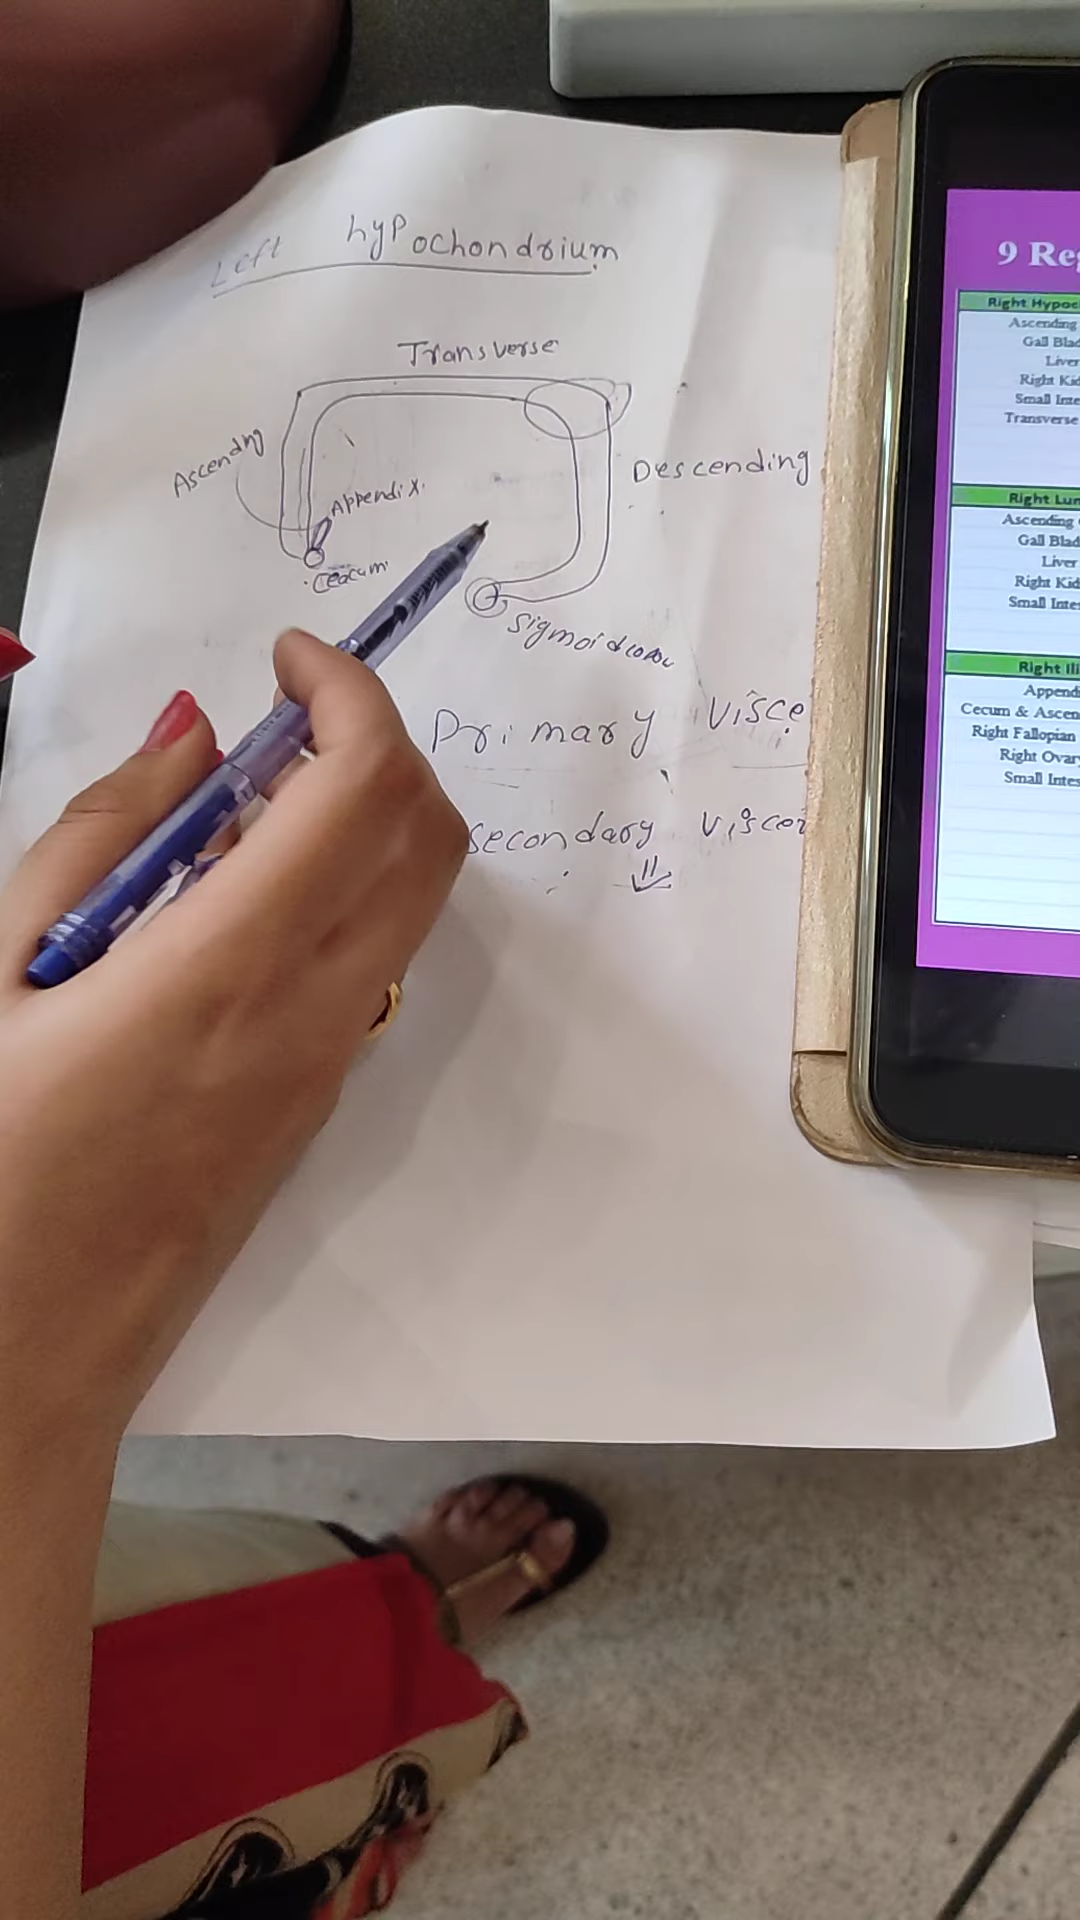 Left hypochondrium
Transverse
Ascending
Descending
Appendix.
Ceacum
Sigmoid colon
Primary Visce
Secondary Viscer
9 Reg
Right Hypoc
Ascending
Gall Blad
Liver
Right Kid
Small Inte
Transverse
Right Lun
Ascending
Gall Blad
Liver
Right Kid
Small Inte
Right Ili
Append
Cecum & Ascen
Right Fallopian
Right Ovar
Small Intes